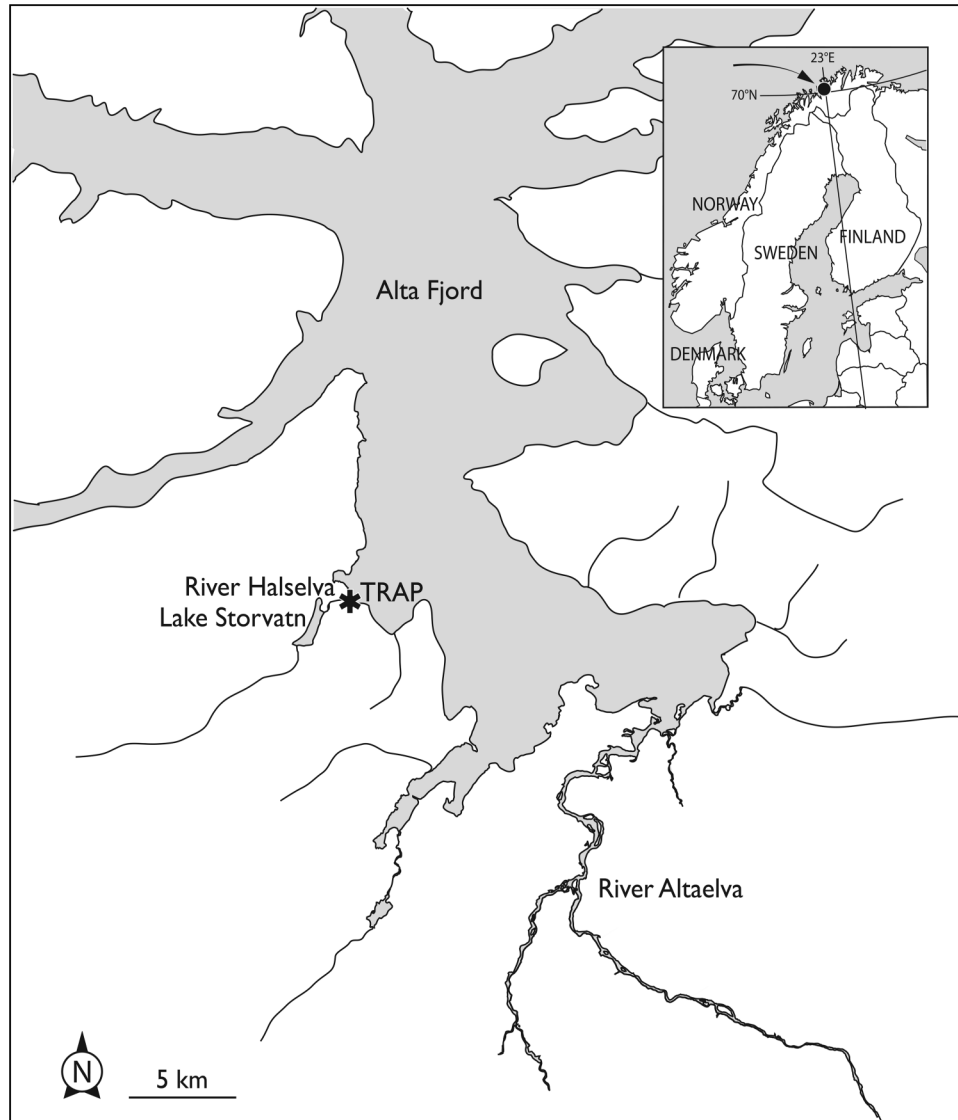 23°E
70°N
NORWAY
FINLAND
SWEDEN
DENMARK
Alta Fjord
River Halselva
TRAP
Lake Storvatn
River Altaelva
N
5 km